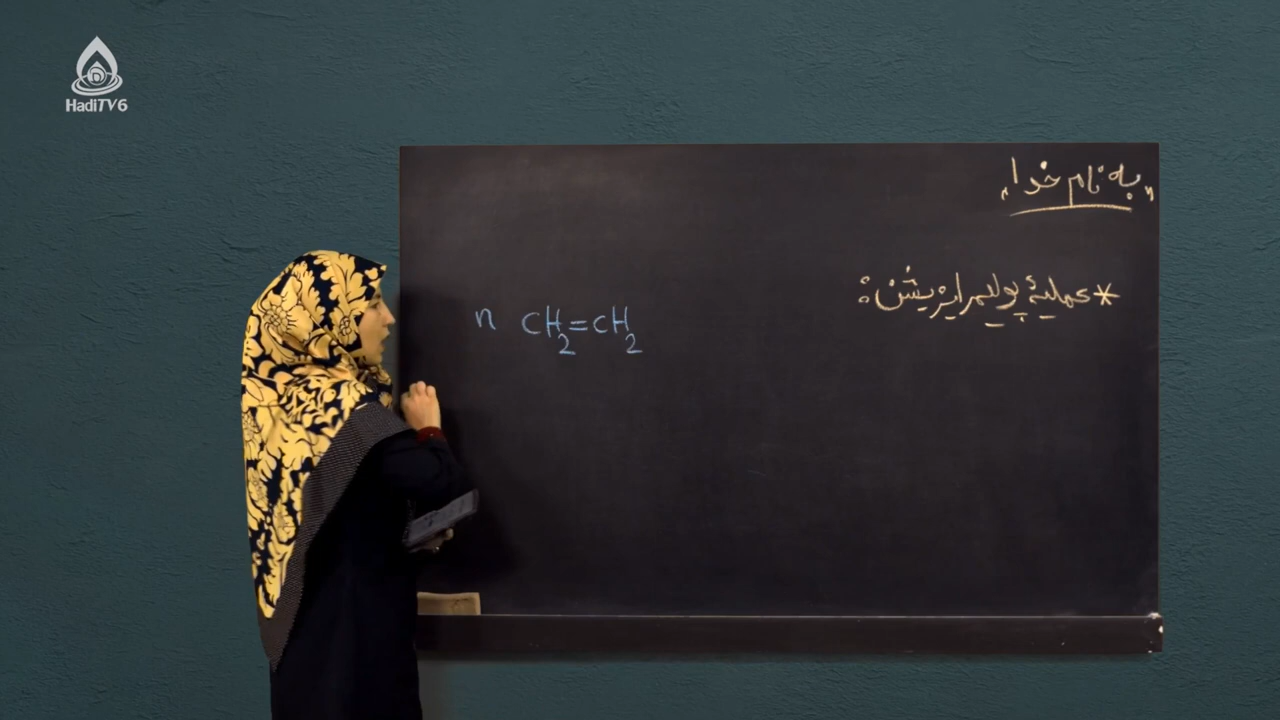 HadiTV6
"به نام خدا"
* عملیهٔ پولیمرایزیشن:
n CH₂=CH₂